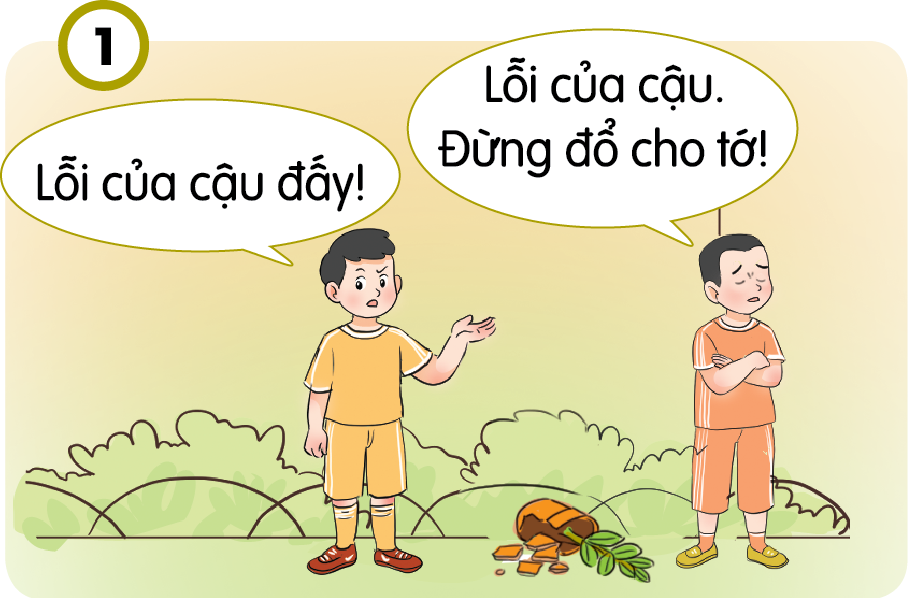 1
Lỗi của cậu đấy!
Lỗi của cậu.
Đừng đổ cho tớ!